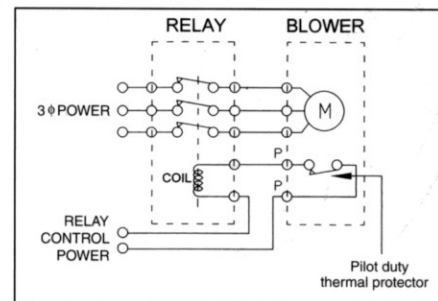 RELAY
BLOWER
3ϕPOWER
M
COIL
P
P
RELAY
CONTROL
POWER
Pilot duty
thermal protector